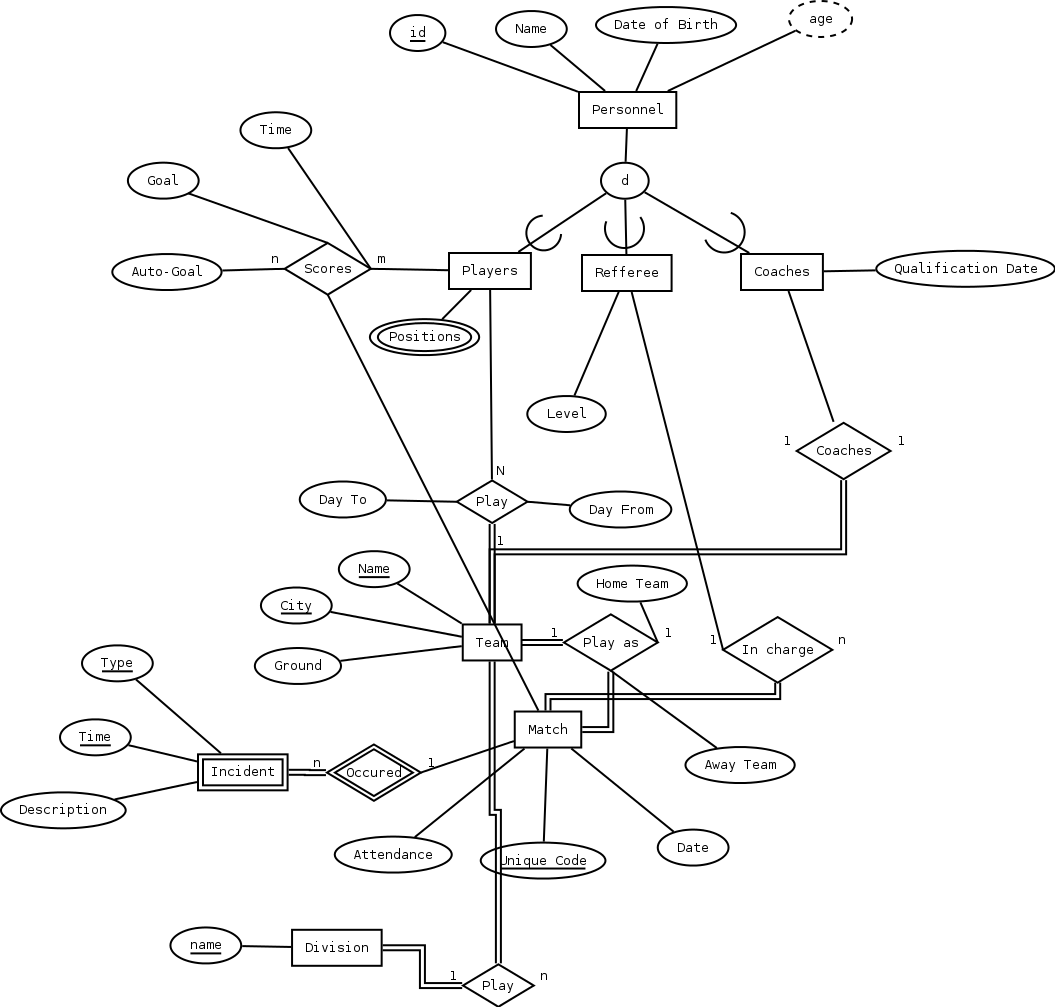 id
Name
Date of Birth
age
Personnel
Time
Goal
d
Auto-Goal
n
Scores
m
Players
Refferee
Coaches
Qualification Date
Positions
Level
1
Coaches
1
N
Day To
Play
Day From
1
Name
Home Team
City
Team
1
Play as
1
1
In charge
n
Ground
Type
Time
Match
Incident
n
Occured
1
Away Team
Description
Attendance
Unique Code
Date
name
Division
1
Play
n